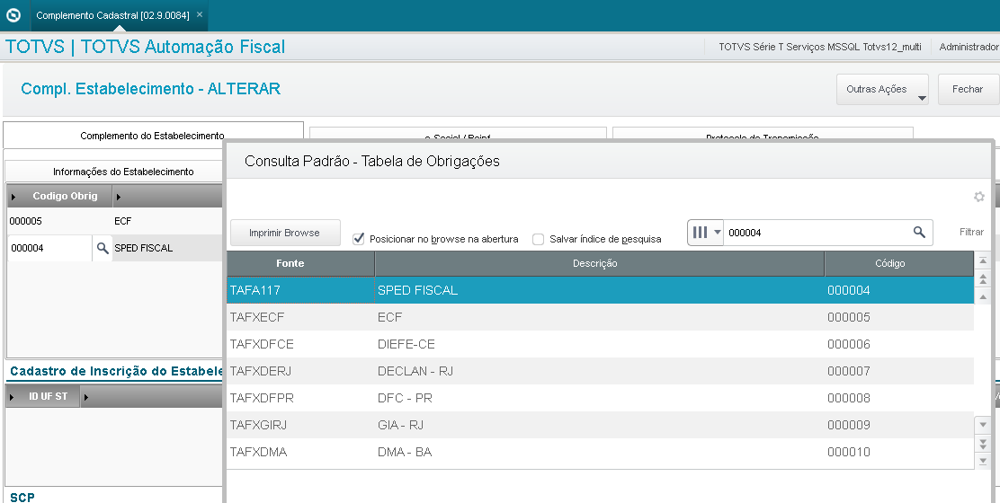 Complemento Cadastral [02.9.0084] ×
TOTVS | TOTVS Automação Fiscal
TOTVS Série T Serviços MSSQL Totvs12_multi
Administrador
Compl. Estabelecimento - ALTERAR
Outras Ações
Fechar
Complemento do Estabelecimento
e-Social / Reinf
Protocolo de Transmissão
Informações do Estabelecimento
Codigo Obrig
000005 ECF
000004 SPED FISCAL
Consulta Padrão - Tabela de Obrigações
Imprimir Browse
Posicionar no browse na abertura
Salvar índice de pesquisa
000004
Filtrar
Fonte Descrição Código
TAFA117 SPED FISCAL 000004
TAFXECF ECF 000005
TAFXDFCE DIEFE-CE 000006
TAFXDERJ DECLAN - RJ 000007
TAFXDFPR DFC - PR 000008
TAFXGIRJ GIA - RJ 000009
TAFXDMA DMA - BA 000010
Cadastro de Inscrição do Estabele
ID UF ST
SCP